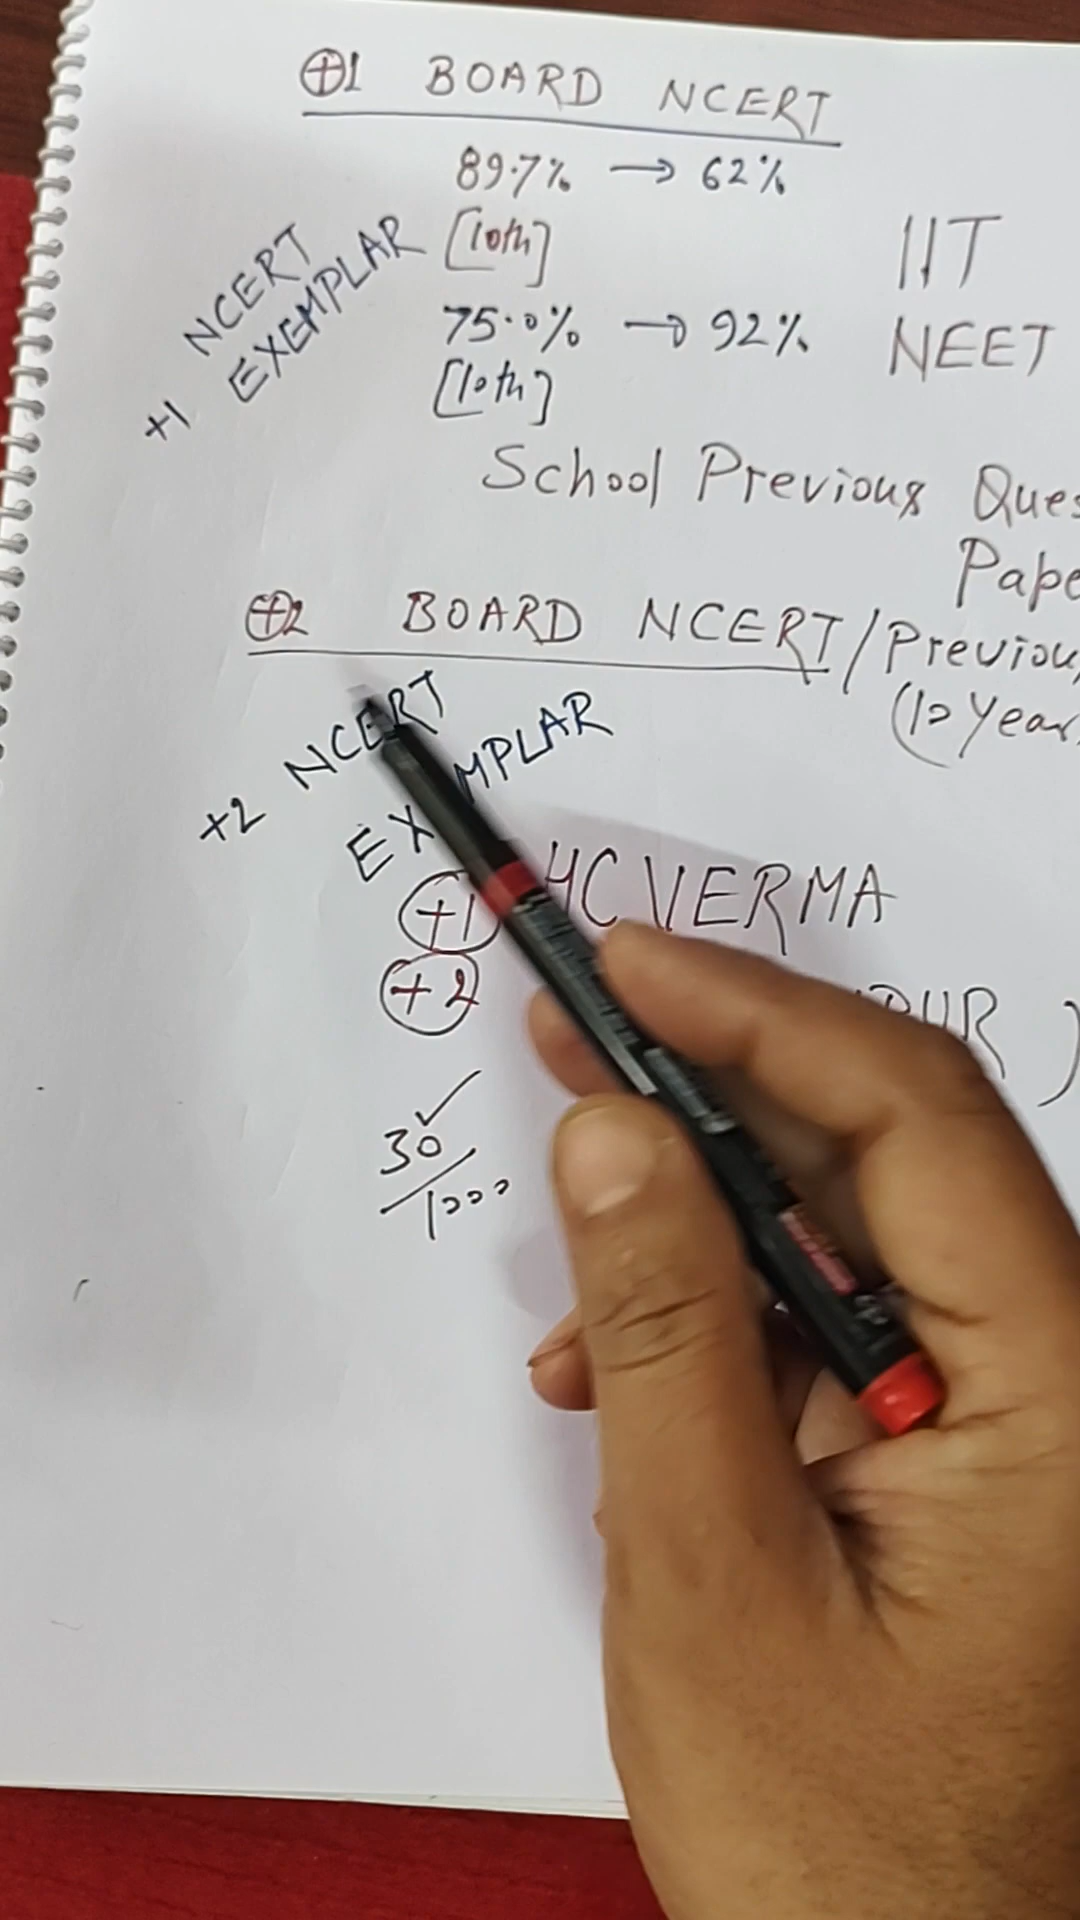 +1 BOARD NCERT
89.7% → 62%
[10th]
IIT
NCERT
EXEMPLAR
+1
75.0% → 92%
[10th]
NEET
School Previous Ques
Pape
+2 BOARD NCERT/Previou
(10 Year
NCERT
+2
EX MPLAR
+1 HC VERMA
+2
PUR )
30
/1000